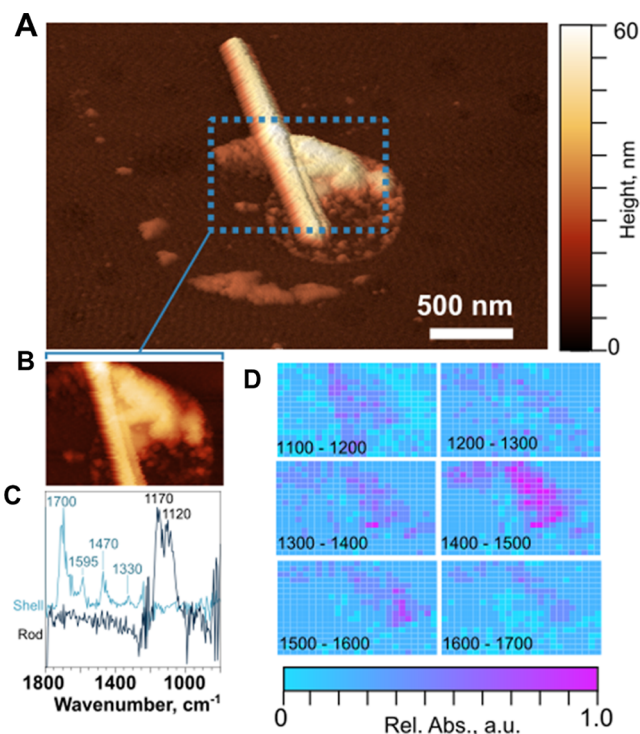 A
60
Height, nm
0
500 nm
B
C
1700
1595
1470
1330
1170
1120
Shell
Rod
1800
1400
1000
Wavenumber, cm⁻¹
D
1100 - 1200
1200 - 1300
1300 - 1400
1400 - 1500
1500 - 1600
1600 - 1700
0
1.0
Rel. Abs., a.u.